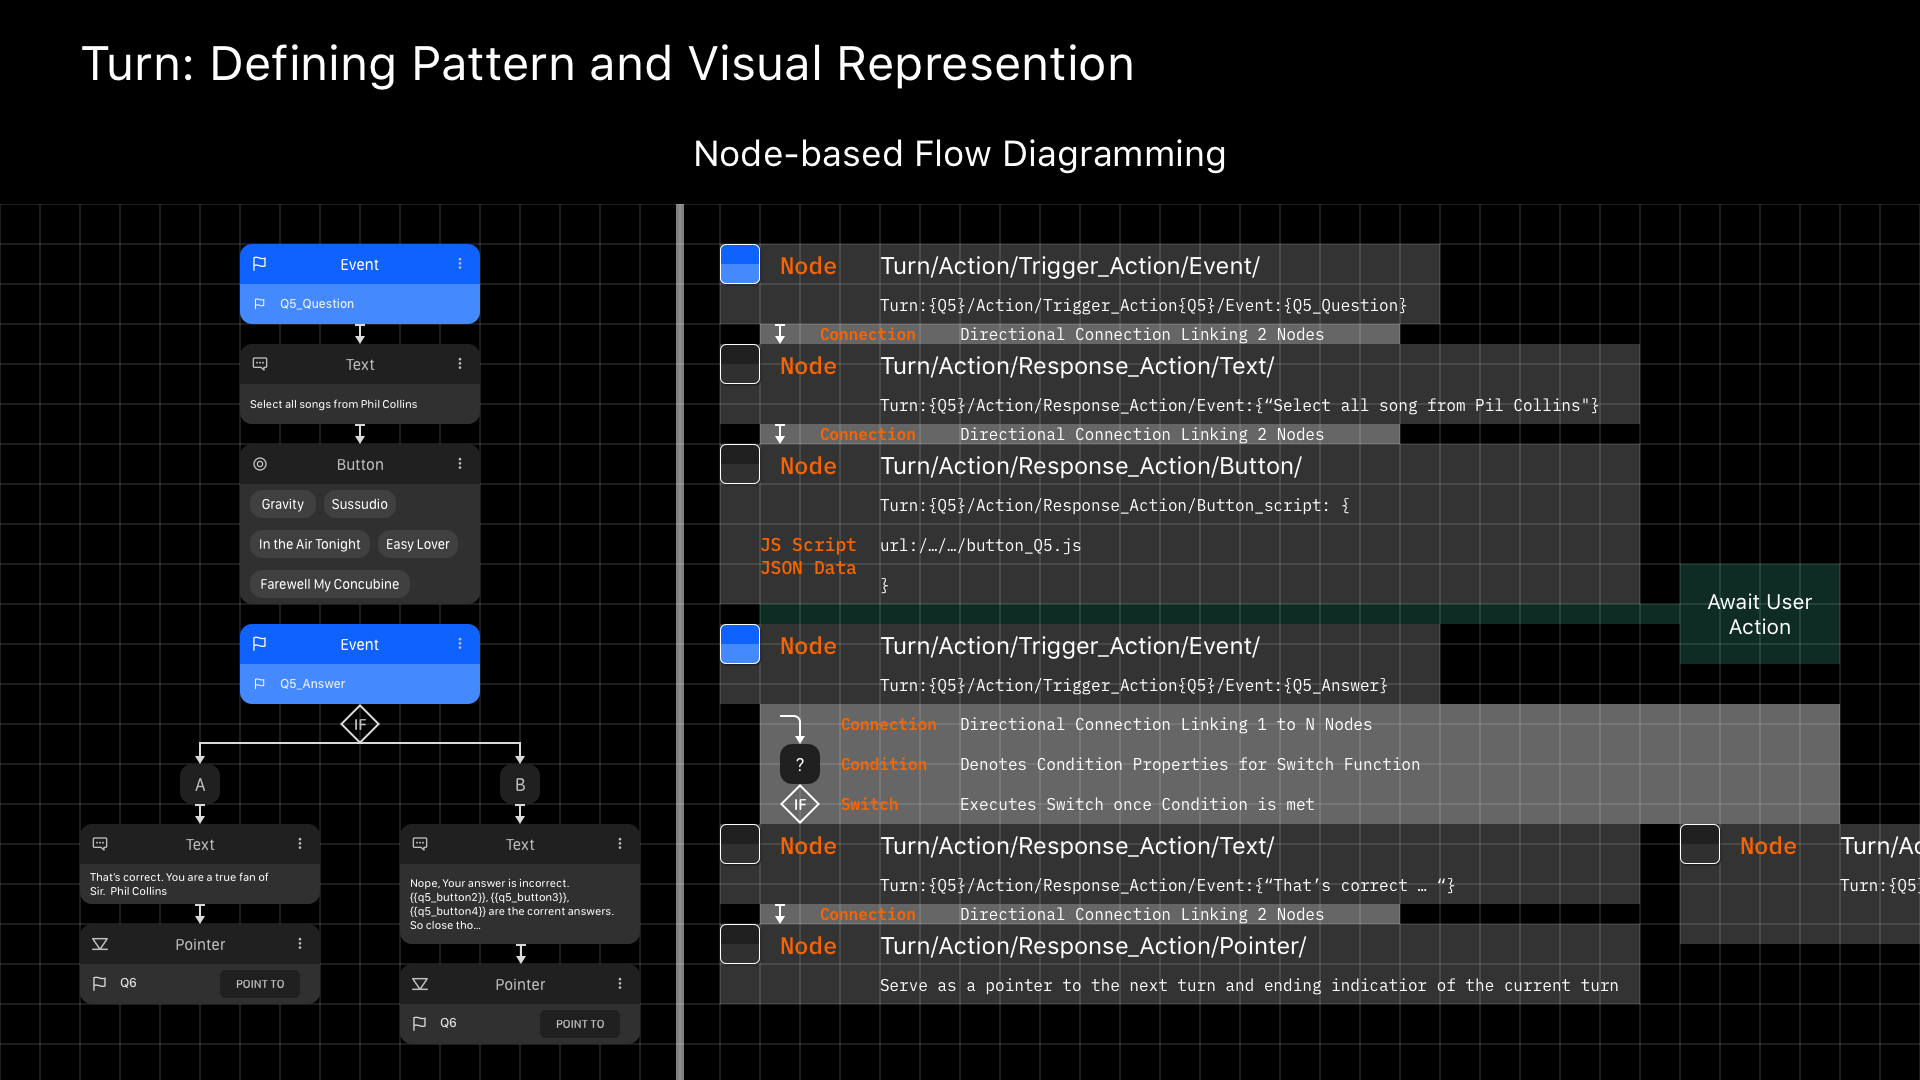 Turn: Defining Pattern and Visual Represention
Node-based Flow Diagramming
Event
Q5_Question
Text
Select all songs from Phil Collins
Button
Gravity
Sussudio
In the Air Tonight
Easy Lover
Farewell My Concubine
Event
Q5_Answer
IF
A
B
Text
That's correct. You are a true fan of
Sir. Phil Collins
Pointer
Q6
POINT TO
Text
Nope, Your answer is incorrect.
{{q5_button2}}, {{q5_button3}},
{{q5_button4}} are the corrent answers.
So close tho...
Pointer
Q6
POINT TO
Node
Turn/Action/Trigger_Action/Event/
Turn:{Q5}/Action/Trigger_Action{Q5}/Event:{Q5_Question}
Connection
Directional Connection Linking 2 Nodes
Node
Turn/Action/Response_Action/Text/
Turn:{Q5}/Action/Response_Action/Event:{“Select all song from Pil Collins"}
Connection
Directional Connection Linking 2 Nodes
Node
Turn/Action/Response_Action/Button/
Turn:{Q5}/Action/Response_Action/Button_script: {
JS Script
JSON Data
url:/…/…/button_Q5.js
}
Await User
Action
Node
Turn/Action/Trigger_Action/Event/
Turn:{Q5}/Action/Trigger_Action{Q5}/Event:{Q5_Answer}
Connection
Directional Connection Linking 1 to N Nodes
?
Condition
Denotes Condition Properties for Switch Function
IF
Switch
Executes Switch once Condition is met
Node
Turn/Action/Response_Action/Text/
Turn:{Q5}/Action/Response_Action/Event:{“That’s correct … “}
Connection
Directional Connection Linking 2 Nodes
Node
Turn/Action/Response_Action/Pointer/
Serve as a pointer to the next turn and ending indicatior of the current turn
Node
Turn/Ac
Turn:{Q5}